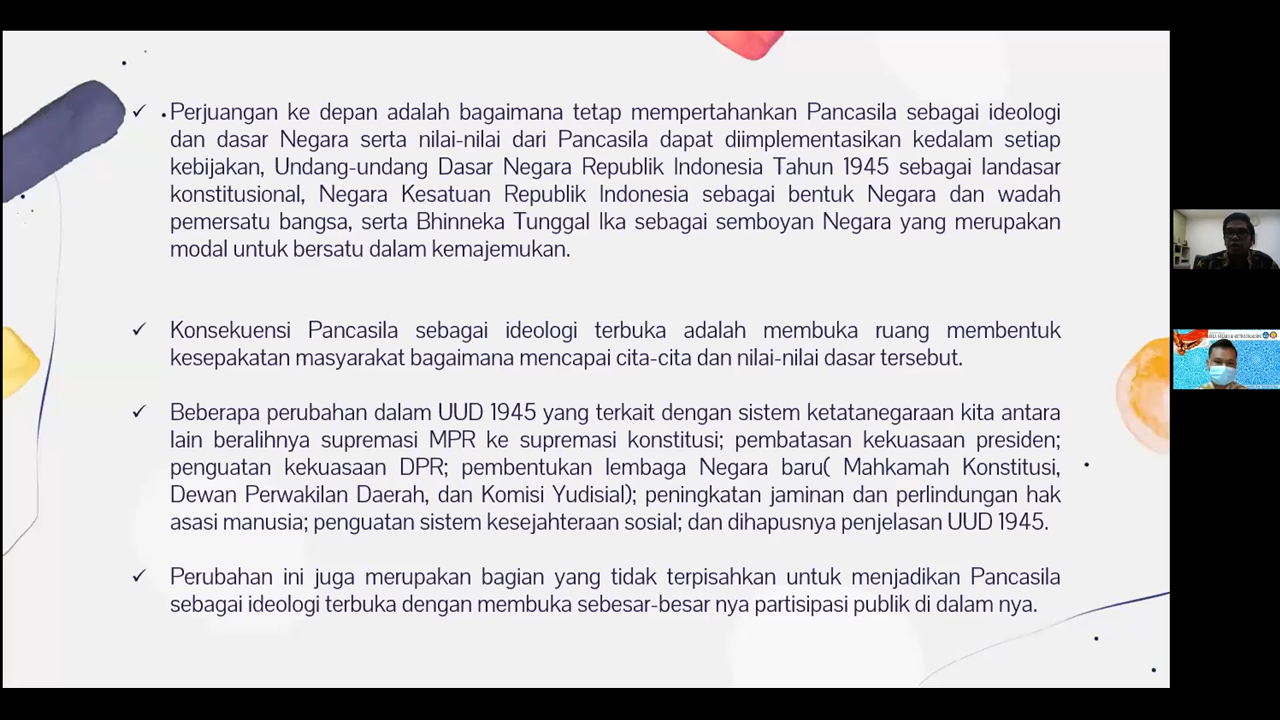 Perjuangan ke depan adalah bagaimana tetap mempertahankan Pancasila sebagai ideologi
dan dasar Negara serta nilai-nilai dari Pancasila dapat diimplementasikan kedalam setiap
kebijakan, Undang-undang Dasar Negara Republik Indonesia Tahun 1945 sebagai landasar
konstitusional, Negara Kesatuan Republik Indonesia sebagai bentuk Negara dan wadah
pemersatu bangsa, serta Bhinneka Tunggal Ika sebagai semboyan Negara yang merupakan
modal untuk bersatu dalam kemajemukan.
Konsekuensi Pancasila sebagai ideologi terbuka adalah membuka ruang membentuk
kesepakatan masyarakat bagaimana mencapai cita-cita dan nilai-nilai dasar tersebut.
Beberapa perubahan dalam UUD 1945 yang terkait dengan sistem ketatanegaraan kita antara
lain beralihnya supremasi MPR ke supremasi konstitusi; pembatasan kekuasaan presiden;
penguatan kekuasaan DPR; pembentukan lembaga Negara baru( Mahkamah Konstitusi,
Dewan Perwakilan Daerah, dan Komisi Yudisial); peningkatan jaminan dan perlindungan hak
asasi manusia; penguatan sistem kesejahteraan sosial; dan dihapusnya penjelasan UUD 1945.
Perubahan ini juga merupakan bagian yang tidak terpisahkan untuk menjadikan Pancasila
sebagai ideologi terbuka dengan membuka sebesar-besar nya partisipasi publik di dalam nya.